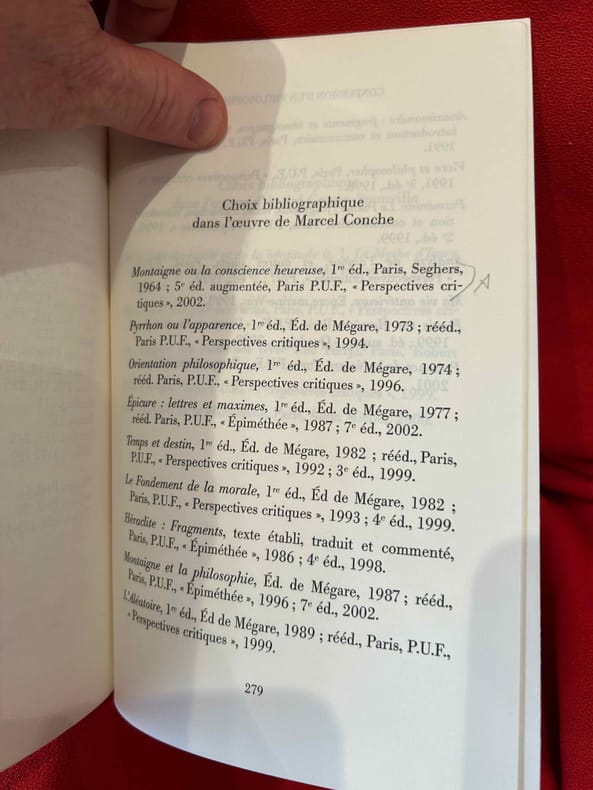 Choix bibliographique
dans l'œuvre de Marcel Conche
Montaigne ou la conscience heureuse, 1re éd., Paris, Seghers,
1964 ; 5e éd. augmentée, Paris P.U.F., « Perspectives cri-
tiques », 2002.
Pyrrhon ou l'apparence, 1re éd., Éd. de Mégare, 1973 ; rééd.,
Paris P.U.F., « Perspectives critiques », 1994.
Orientation philosophique, 1re éd., Éd. de Mégare, 1974 ;
rééd. Paris, P.U.F., « Perspectives critiques », 1996.
Épicure : lettres et maximes, 1re éd., Éd. de Mégare, 1977 ;
rééd. Paris, P.U.F., « Épiméthée », 1987 ; 7e éd., 2002.
Temps et destin, 1re éd., Éd. de Mégare, 1982 ; rééd., Paris,
P.U.F., « Perspectives critiques », 1992 ; 3e éd., 1999.
Le Fondement de la morale, 1re éd., Éd de Mégare, 1982 ;
Paris, P.U.F., « Perspectives critiques », 1993 ; 4e éd., 1999.
Héraclite : Fragments, texte établi, traduit et commenté,
Paris, P.U.F., « Épiméthée », 1986 ; 4e éd., 1998.
Montaigne et la philosophie, Éd. de Mégare, 1987 ; rééd.,
Paris, P.U.F., « Épiméthée », 1996 ; 7e éd., 2002.
L'Aléatoire, 1re éd., Éd de Mégare, 1989 ; rééd., Paris, P.U.F.,
« Perspectives critiques », 1999.
279